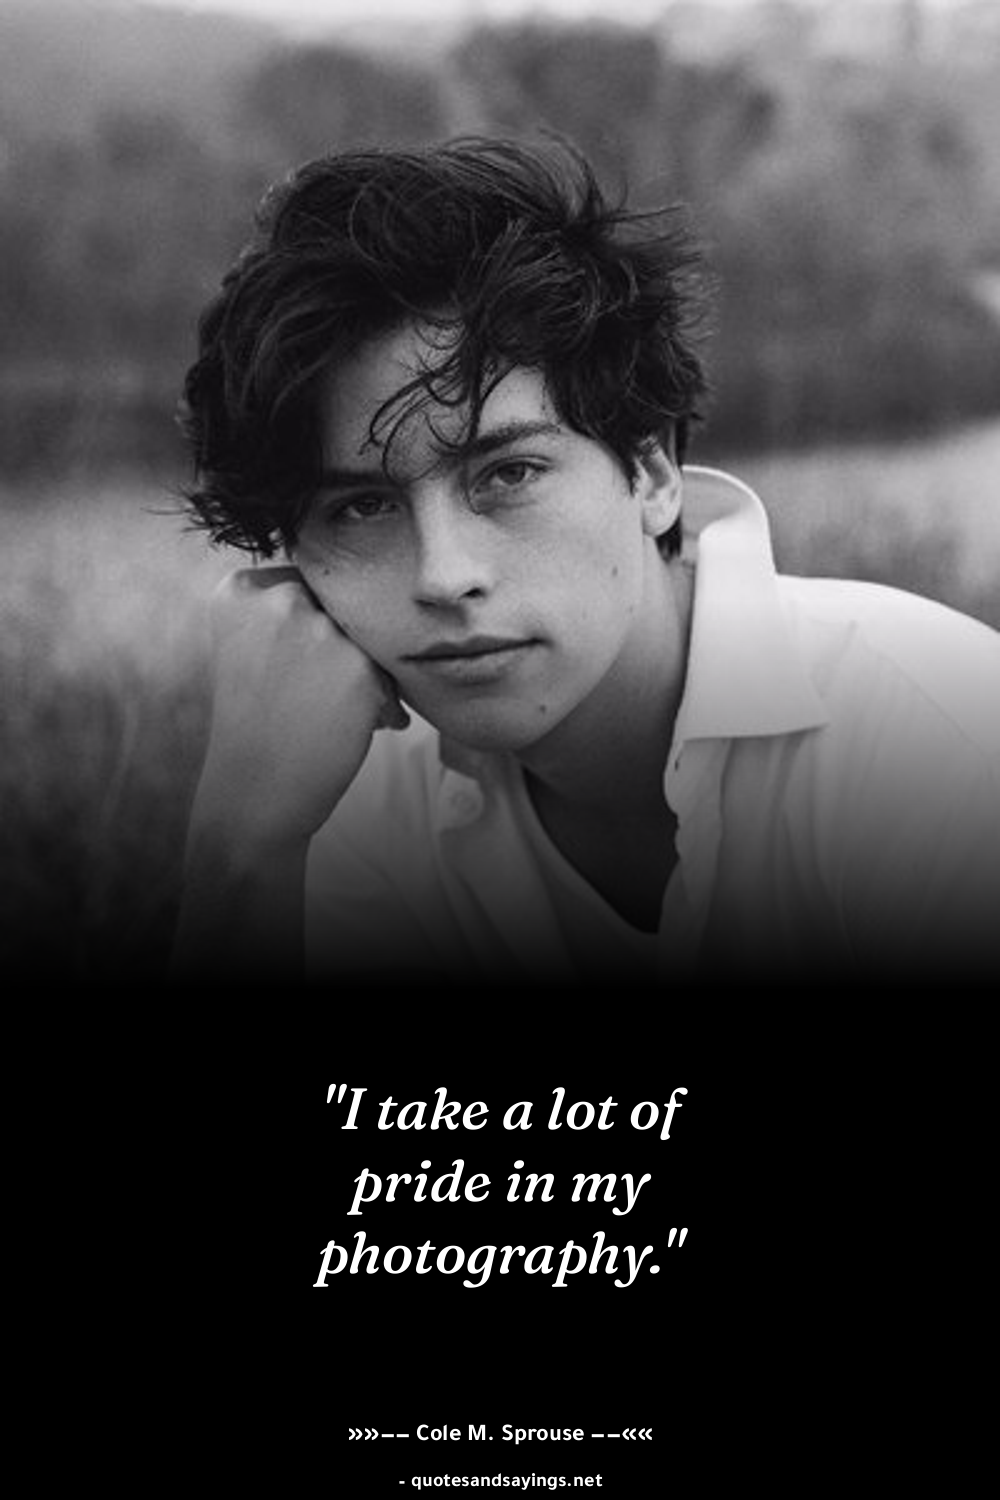 "I take a lot of
pride in my
photography."
»»–– Cole M. Sprouse ––««
- quotesandsayings.net